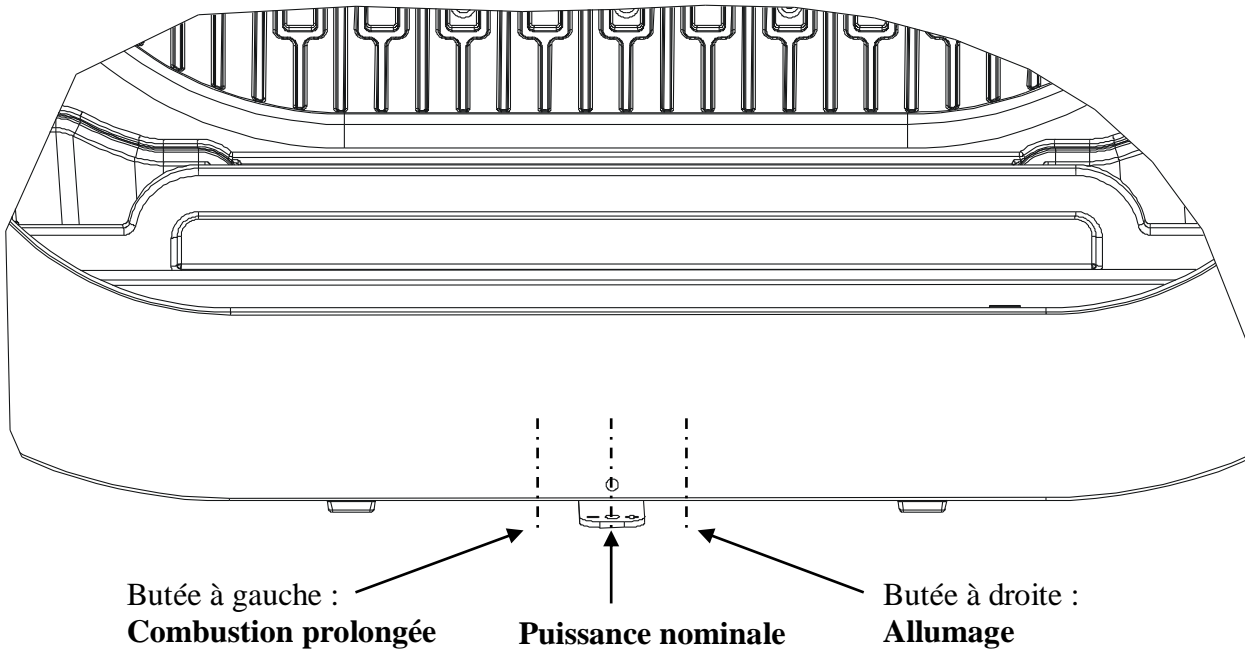 Butée à gauche :
Combustion prolongée
Puissance nominale
Butée à droite :
Allumage